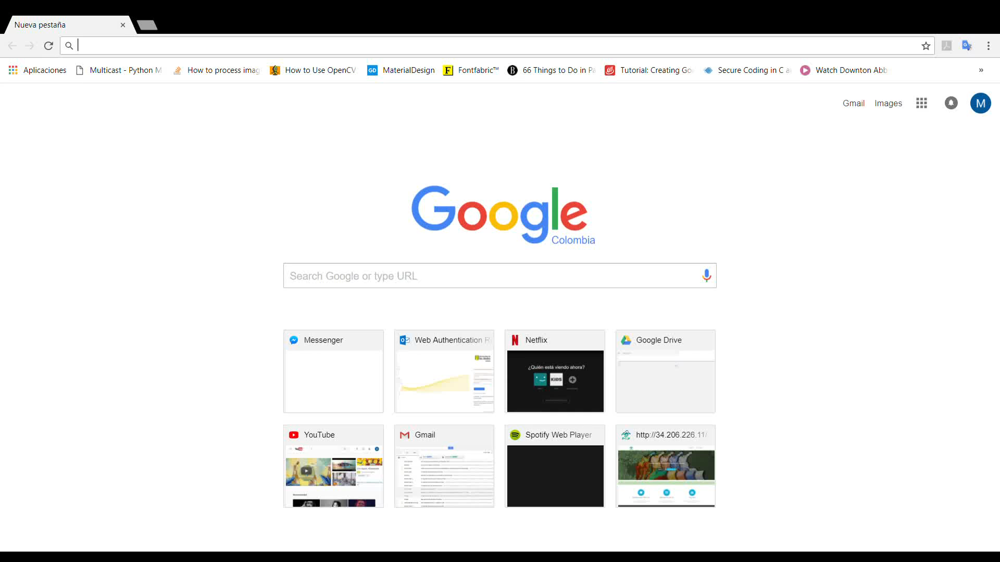 Nueva pestaña
Aplicaciones Multicast - Python M How to process imag How to Use OpenCV MaterialDesign Fontfabric™ 66 Things to Do in Pa Tutorial: Creating Go Secure Coding in C a Watch Downton Abb »
Gmail Images M
Google
Colombia
Search Google or type URL
Messenger Web Authentication R Netflix Google Drive
¿Quién está viendo ahora?
KIDS
YouTube Gmail Spotify Web Player http://34.206.226.11/